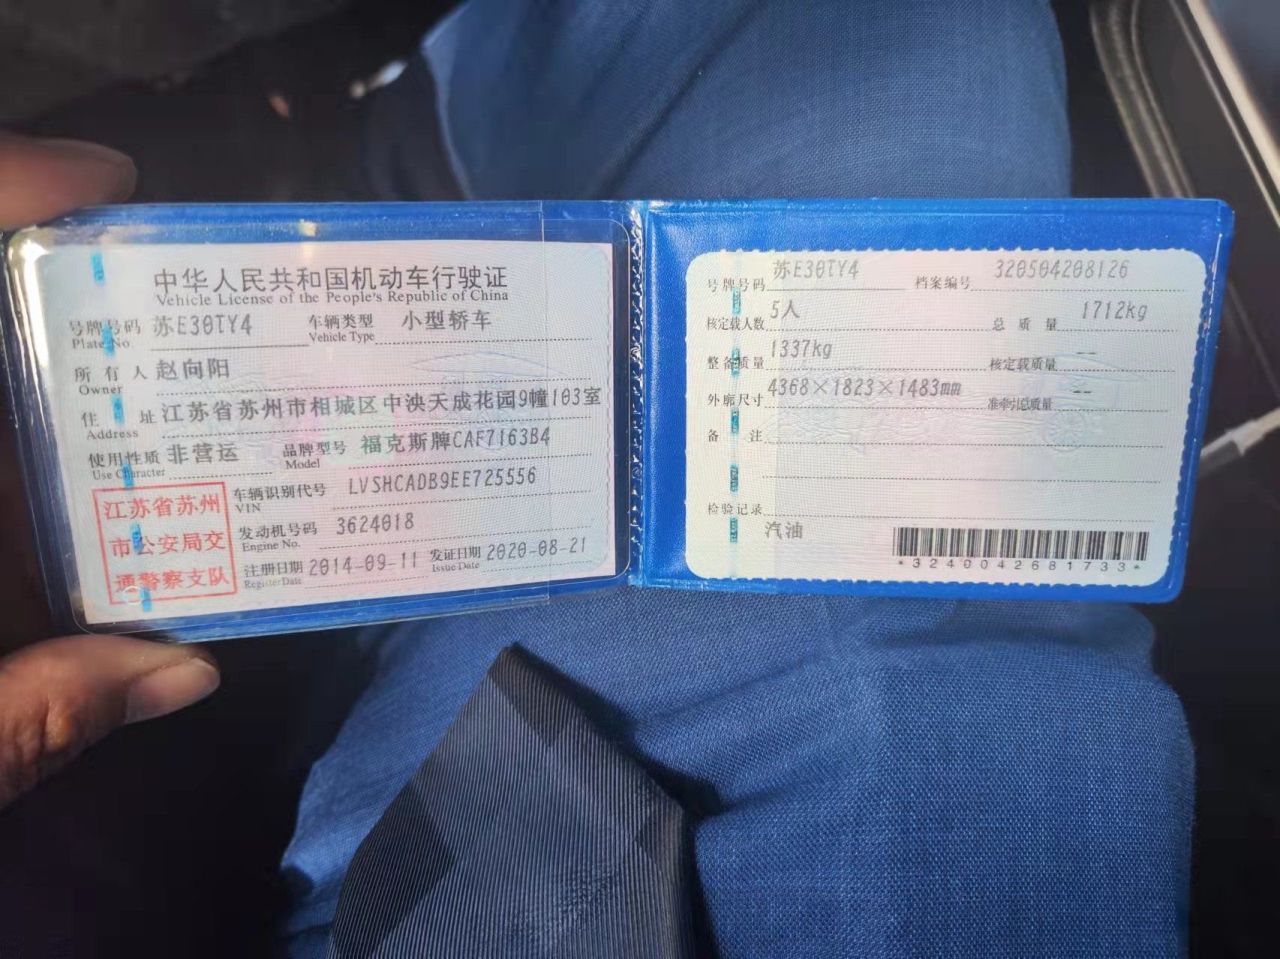 中华人民共和国机动车行驶证
Vehicle License of the People's Republic of China
号牌号码 苏E30TY4 车辆类型 小型轿车
Plate No. Vehicle Type
所有人 赵向阳
Owner
住址 江苏省苏州市相城区中泱天成花园9幢103室
Address
使用性质 非营运 品牌型号 福克斯牌CAF7163B4
Use Character Model
江苏省苏州
市公安局交
通警察支队
车辆识别代号 LVSHCADB9EE725556
VIN
发动机号码 3624018
Engine No.
注册日期 2014-09-11 发证日期 2020-08-21
Register Date Issue Date
号牌号码 苏E30TY4 档案编号 320504208126
核定载人数 5人 总质量 1712kg
整备质量 1337kg 核定载质量 --
外廓尺寸 4368×1823×1483mm 准牵引总质量 --
备注
检验记录
汽油
*3240042681733*